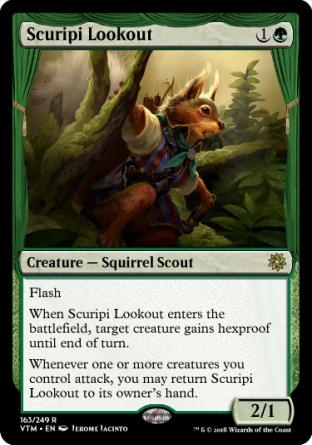 Scuripi Lookout
1
Creature — Squirrel Scout
Flash
When Scuripi Lookout enters the
battlefield, target creature gains hexproof
until end of turn.
Whenever one or more creatures you
control attack, you may return Scuripi
Lookout to its owner's hand.
2/1
163/249 R
VTM • EN Jerome Jacinto
™ & © 2018 Wizards of the Coast